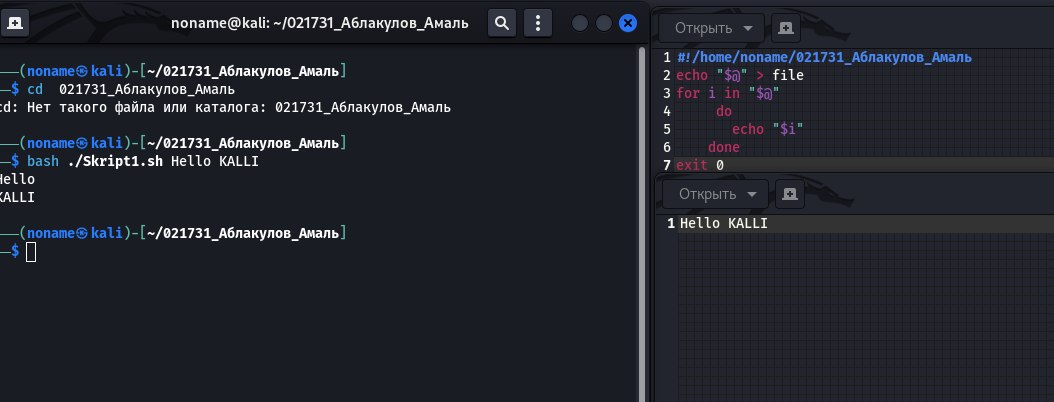 noname@kali: ~/021731_Аблакулов_Амаль
(noname㉿kali)-[~/021731_Аблакулов_Амаль]
$ cd  021731_Аблакулов_Амаль
cd: Нет такого файла или каталога: 021731_Аблакулов_Амаль
(noname㉿kali)-[~/021731_Аблакулов_Амаль]
$ bash ./Skript1.sh Hello KALLI
Hello
KALLI
(noname㉿kali)-[~/021731_Аблакулов_Амаль]
$
Открыть
1 #!/home/noname/021731_Аблакулов_Амаль
2 echo "$@" > file
3 for i in "$@"
4 do
5 echo "$i"
6 done
7 exit 0
Открыть
1 Hello KALLI